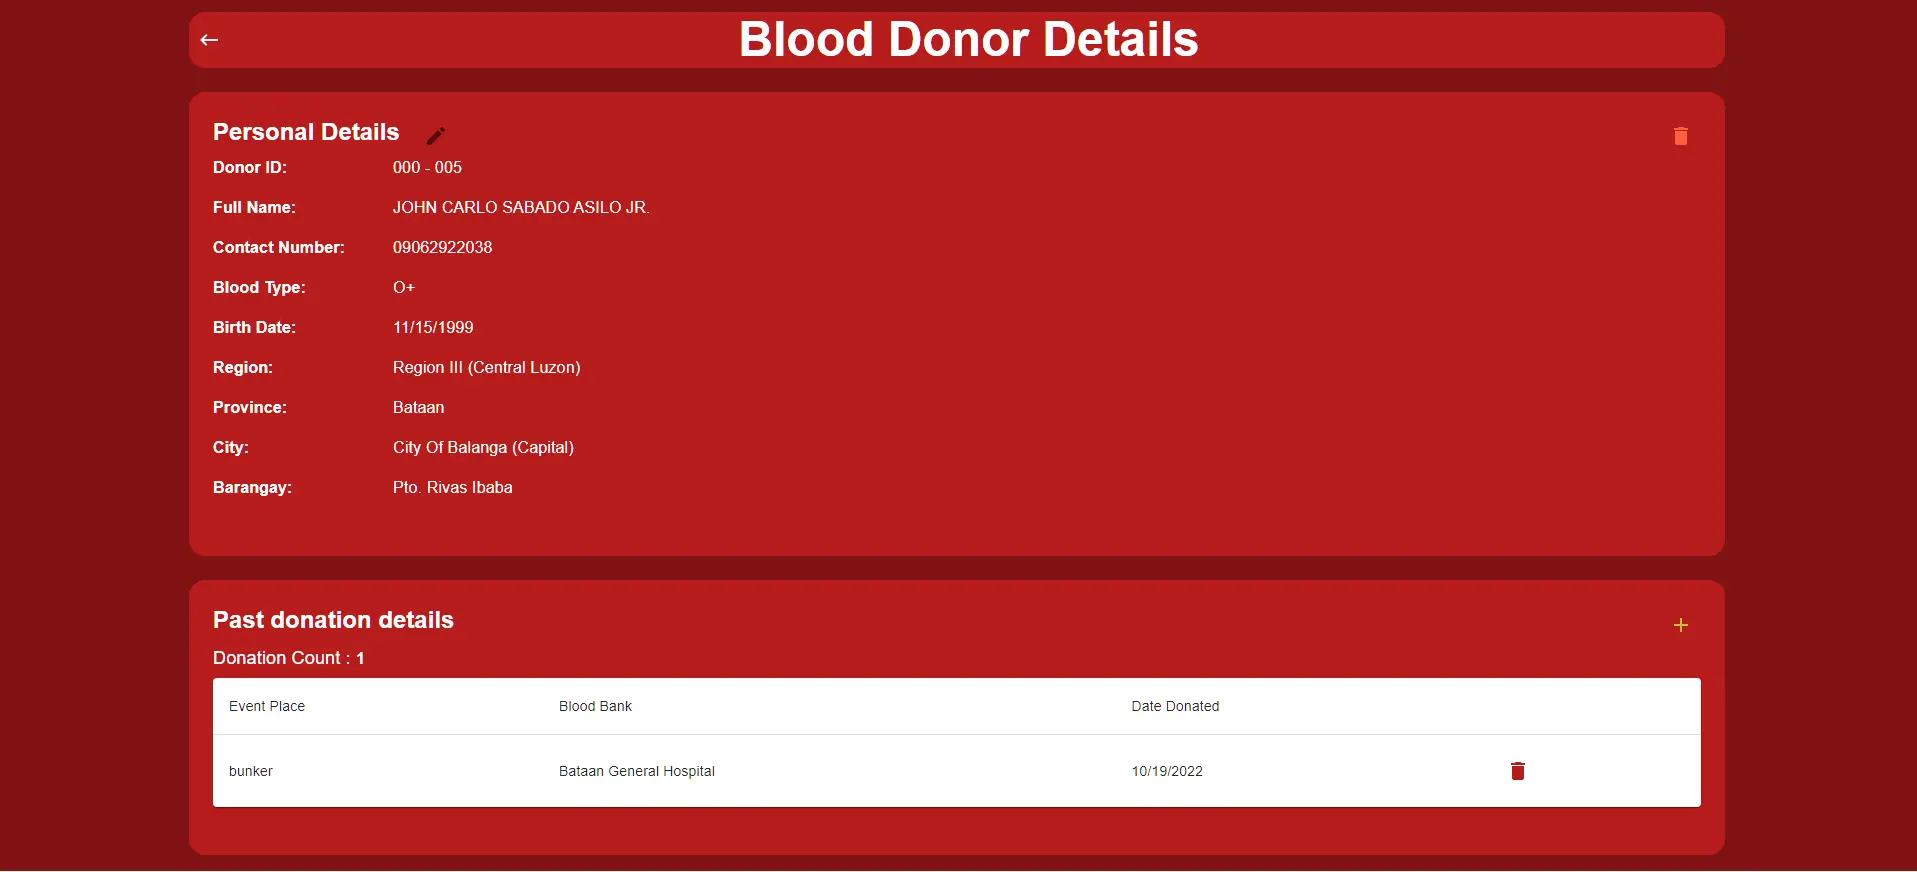 Blood Donor Details
Personal Details
Donor ID: 000 - 005
Full Name: JOHN CARLO SABADO ASILO JR.
Contact Number: 09062922038
Blood Type: O+
Birth Date: 11/15/1999
Region: Region III (Central Luzon)
Province: Bataan
City: City Of Balanga (Capital)
Barangay: Pto. Rivas Ibaba
Past donation details
Donation Count : 1
Event Place Blood Bank Date Donated
bunker Bataan General Hospital 10/19/2022